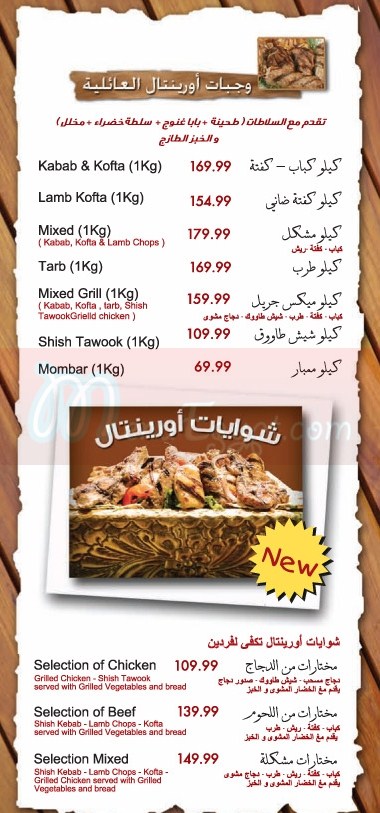 وجبات أورينتال العائلية
تقدم مع السلاطات ( طحينة + بابا غنوج + سلطة خضراء + مخلل )
و الخبز الطازج
Kabab & Kofta (1Kg) 169.99 كيلو كباب – كفتة
Lamb Kofta (1Kg) 154.99 كيلو كفتة ضاني
Mixed (1Kg) 179.99 كيلو مشكل
( Kabab, Kofta & Lamb Chops ) كباب - كفتة - ريش
Tarb (1Kg) 169.99 كيلو طرب
Mixed Grill (1Kg) 159.99 كيلو ميكس جريل
( Kabab, Kofta , tarb, Shish كباب - كفتة - طرب - شيش طاووك - دجاج مشوى
TawookGrielld chicken )
Shish Tawook (1Kg) 109.99 كيلو شيش طاووق
Mombar (1Kg) 69.99 كيلو ممبار
شوايات أورينتال
New
شوايات أورينتال تكفى لفردين
Selection of Chicken 109.99 مختارات من الدجاج
Grilled Chicken - Shish Tawook دجاج مسحب - شيش طاووك - صدور دجاج
served with Grilled Vegetables and bread يقدم مع الخضار المشوى و الخبز
Selection of Beef 139.99 مختارات من اللحوم
Shish Kebab - Lamb Chops - Kofta كباب - كفتة - ريش - طرب
served with Grilled Vegetables and bread يقدم مع الخضار المشوى و الخبز
Selection Mixed 149.99 مختارات مشكلة
Shish Kebab - Lamb Chops - Kofta - كباب - كفتة - ريش - طرب - دجاج مشوى
Grilled Chicken served with Grilled يقدم مع الخضار المشوى و الخبز
Vegetables and bread